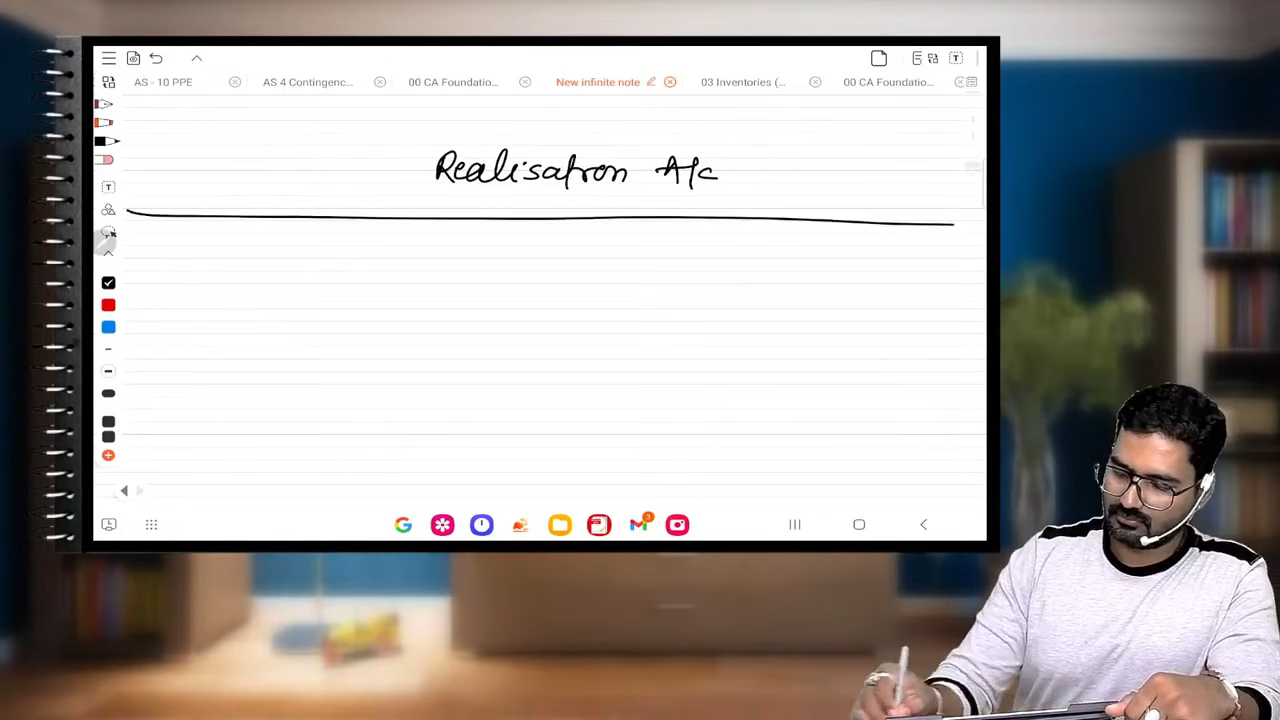 AS - 10 PPE
AS 4 Contingenc...
00 CA Foundatio...
New infinite note
03 Inventories (...
00 CA Foundatio...
Realisation A/c